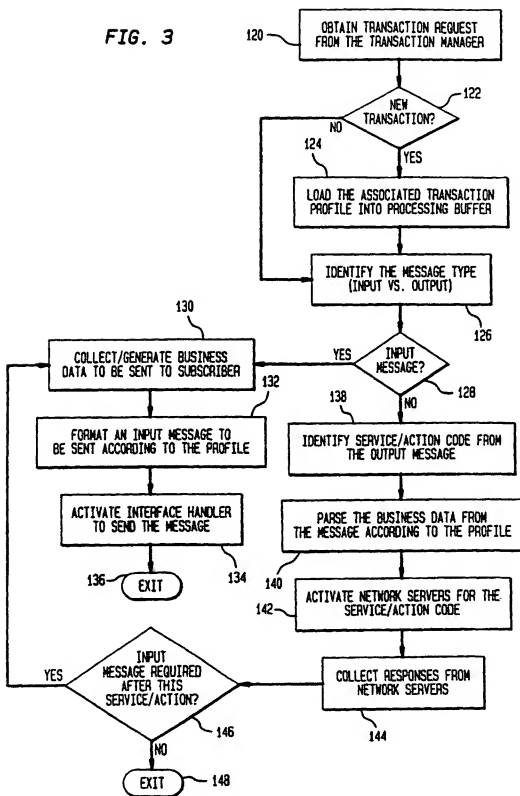 FIG. 3
120
OBTAIN TRANSACTION REQUEST
FROM THE TRANSACTION MANAGER
122
NEW
TRANSACTION?
NO
YES
124
LOAD THE ASSOCIATED TRANSACTION
PROFILE INTO PROCESSING BUFFER
IDENTIFY THE MESSAGE TYPE
(INPUT VS. OUTPUT)
126
130
COLLECT/GENERATE BUSINESS
DATA TO BE SENT TO SUBSCRIBER
YES
INPUT
MESSAGE?
128
NO
132
FORMAT AN INPUT MESSAGE TO
BE SENT ACCORDING TO THE PROFILE
138
IDENTIFY SERVICE/ACTION CODE FROM
THE OUTPUT MESSAGE
ACTIVATE INTERFACE HANDLER
TO SEND THE MESSAGE
134
PARSE THE BUSINESS DATA FROM
THE MESSAGE ACCORDING TO THE PROFILE
140
136
EXIT
142
ACTIVATE NETWORK SERVERS FOR THE
SERVICE/ACTION CODE
COLLECT RESPONSES FROM
NETWORK SERVERS
144
YES
INPUT
MESSAGE REQUIRED
AFTER THIS
SERVICE/ACTION?
146
NO
EXIT
148